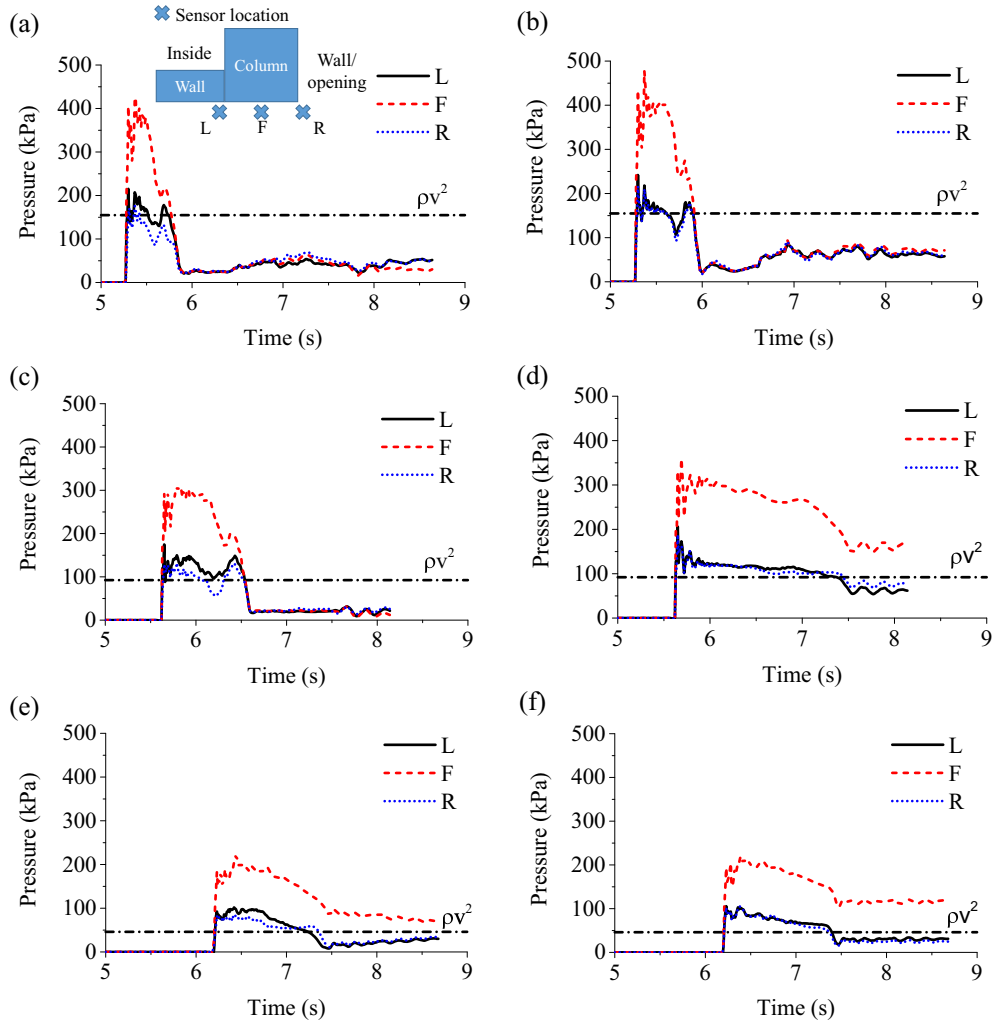 (a)
Sensor location
Inside
Wall
Column
Wall/
opening
L
F
R
L
F
R
ρv²
Pressure (kPa)
500
400
300
200
100
0
5 6 7 8 9
Time (s)
(b)
L
F
R
ρv²
Pressure (kPa)
500
400
300
200
100
0
5 6 7 8 9
Time (s)
(c)
L
F
R
ρv²
Pressure (kPa)
500
400
300
200
100
0
5 6 7 8 9
Time (s)
(d)
L
F
R
ρv²
Pressure (kPa)
500
400
300
200
100
0
5 6 7 8 9
Time (s)
(e)
L
F
R
ρv²
Pressure (kPa)
500
400
300
200
100
0
5 6 7 8 9
Time (s)
(f)
L
F
R
ρv²
Pressure (kPa)
500
400
300
200
100
0
5 6 7 8 9
Time (s)